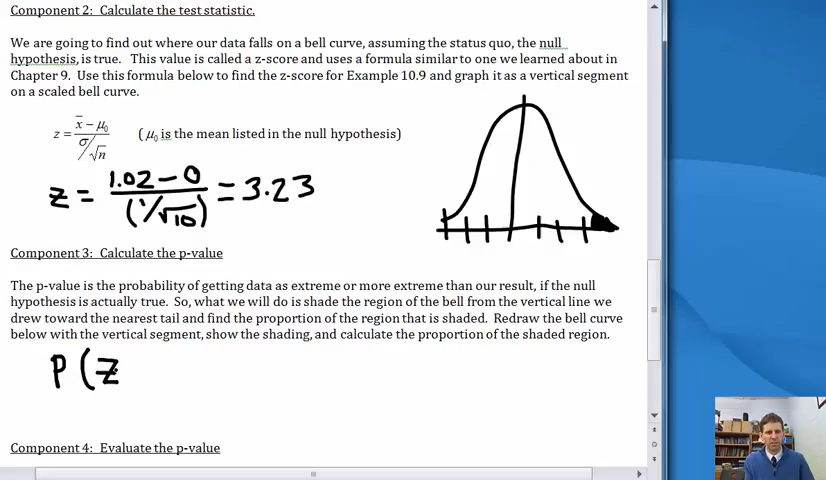 Component 2: Calculate the test statistic.
We are going to find out where our data falls on a bell curve, assuming the status quo, the null
hypothesis, is true. This value is called a z-score and uses a formula similar to one we learned about in
Chapter 9. Use this formula below to find the z-score for Example 10.9 and graph it as a vertical segment
on a scaled bell curve.
z = (x̄ − μ₀) / (σ/√n) ( μ₀ is the mean listed in the null hypothesis)
z = (1.02 − 0) / (1/√10) = 3.23
Component 3: Calculate the p-value
The p-value is the probability of getting data as extreme or more extreme than our result, if the null
hypothesis is actually true. So, what we will do is shade the region of the bell from the vertical line we
drew toward the nearest tail and find the proportion of the region that is shaded. Redraw the bell curve
below with the vertical segment, show the shading, and calculate the proportion of the shaded region.
P (Z
Component 4: Evaluate the p-value